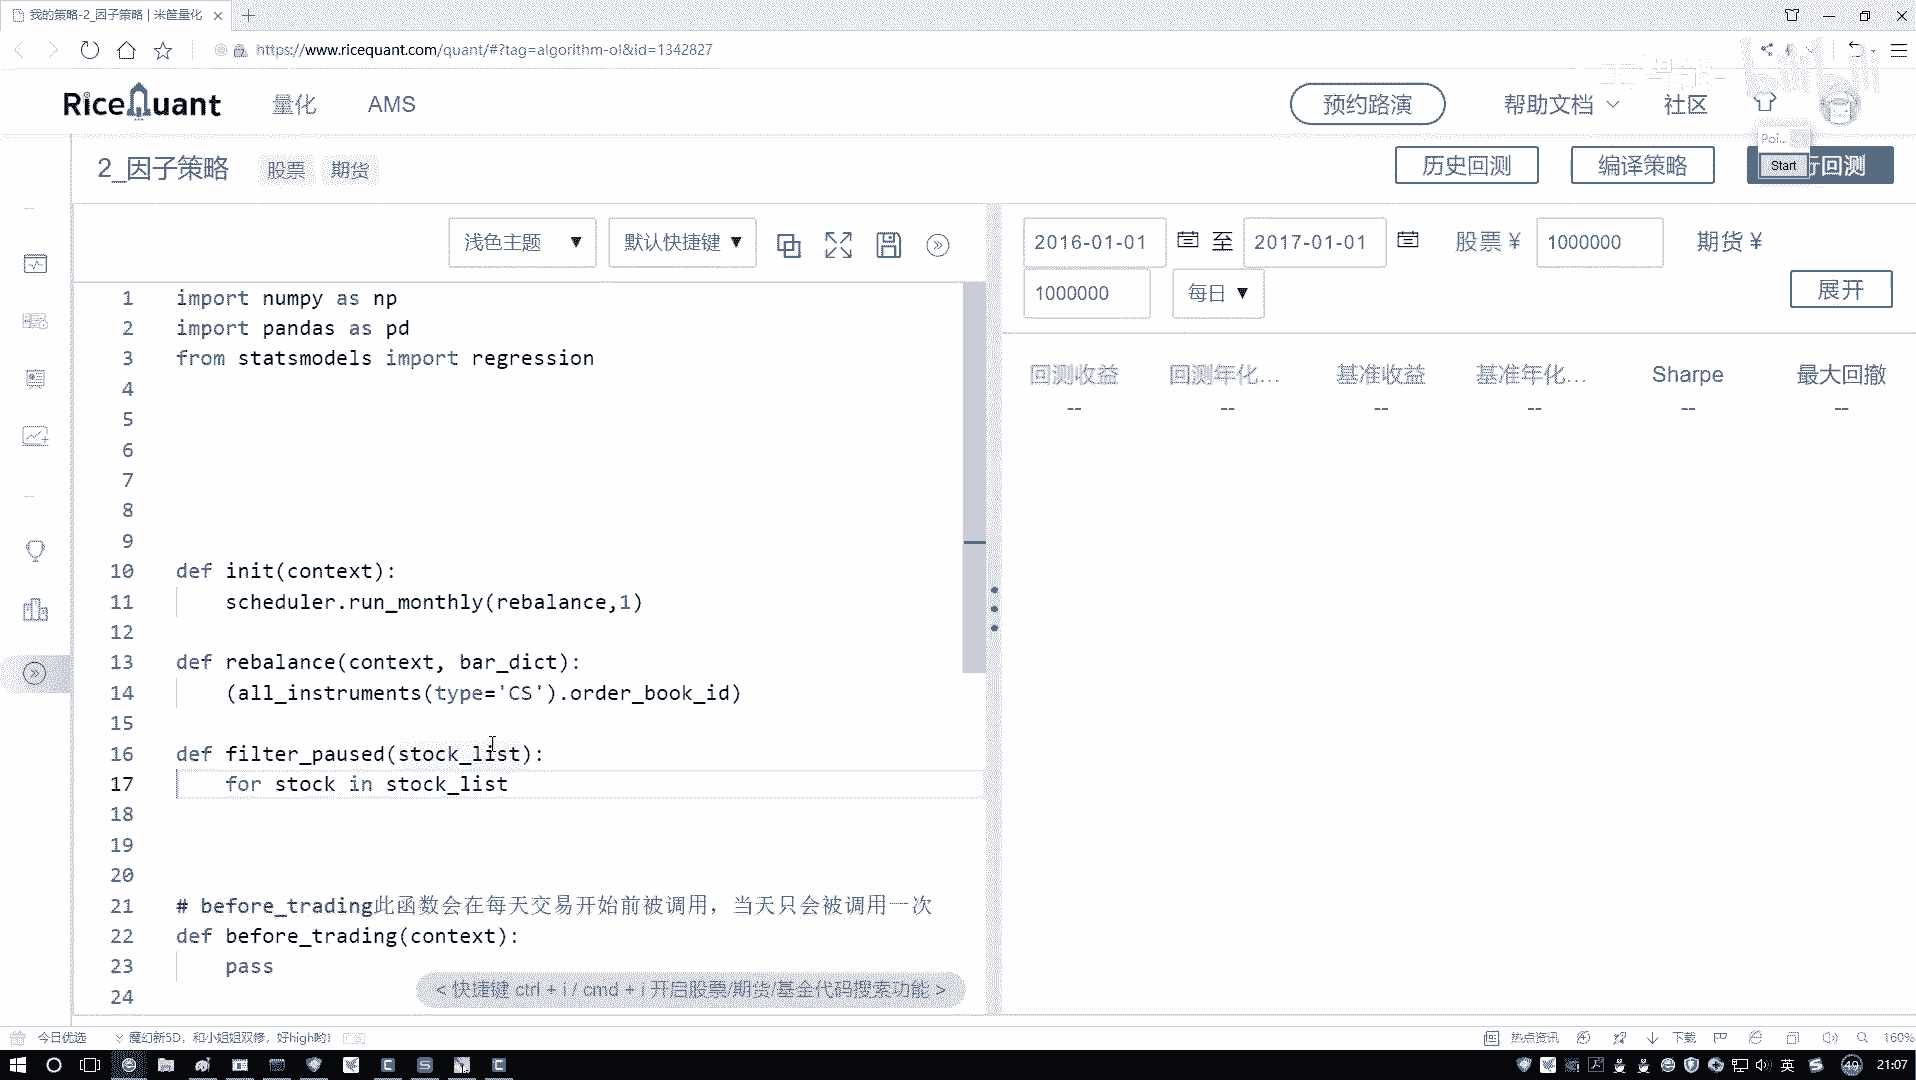 我的策略-2_因子策略 | 米筐量化
https://www.ricequant.com/quant/#?tag=algorithm-ol&id=1342827
RiceQuant 量化 AMS 预约路演 帮助文档 社区
Poi...
2_因子策略 股票 期货 历史回测 编译策略 Start 回测
浅色主题 ▼ 默认快捷键 ▼ 2016-01-01 至 2017-01-01 股票 ¥ 1000000 期货 ¥
1000000 每日 ▼ 展开
回测收益 回测年化... 基准收益 基准年化... Sharpe 最大回撤
-- -- -- -- -- --
1 import numpy as np
2 import pandas as pd
3 from statsmodels import regression
4
5
6
7
8
9
10 def init(context):
11 scheduler.run_monthly(rebalance,1)
12
13 def rebalance(context, bar_dict):
14 (all_instruments(type='CS').order_book_id)
15
16 def filter_paused(stock_list):
17 for stock in stock_list
18
19
20
21 # before_trading此函数会在每天交易开始前被调用，当天只会被调用一次
22 def before_trading(context):
23 pass
24
< 快捷键 ctrl + i / cmd + i 开启股票/期货/基金代码搜索功能 >
今日优选 魔幻新5D，和小姐姐双修，好high哟! 热点资讯 下载 160%
英 49 21:07